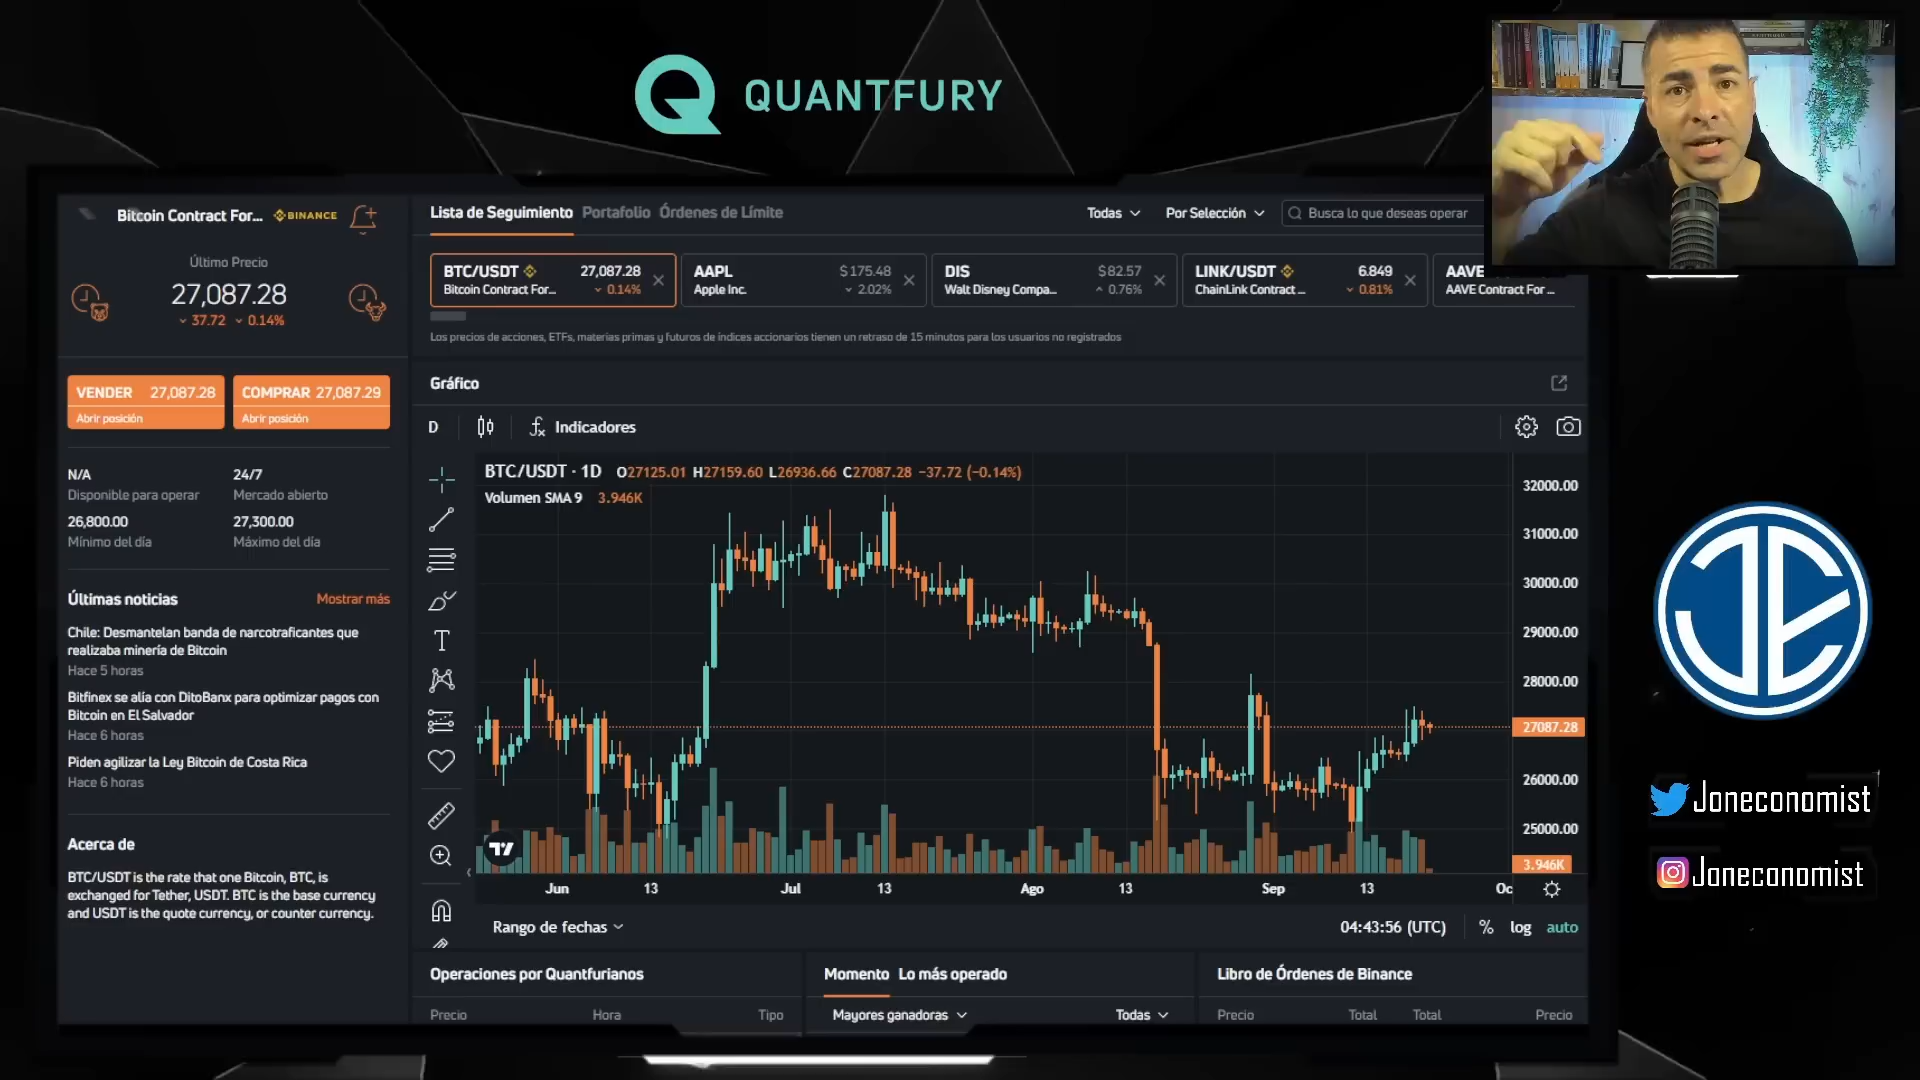 QUANTFURY
Bitcoin Contract For... BINANCE
Último Precio
27,087.28
37.72 0.14%
VENDER 27,087.28
Abrir posición
COMPRAR 27,087.29
Abrir posición
N/A
Disponible para operar
24/7
Mercado abierto
26,800.00
Mínimo del día
27,300.00
Máximo del día
Últimas noticias Mostrar más
Chile: Desmantelan banda de narcotraficantes que
realizaba minería de Bitcoin
Hace 5 horas
Bitfinex se alía con DitoBanx para optimizar pagos con
Bitcoin en El Salvador
Hace 6 horas
Piden agilizar la Ley Bitcoin de Costa Rica
Hace 6 horas
Acerca de
BTC/USDT is the rate that one Bitcoin, BTC, is
exchanged for Tether, USDT. BTC is the base currency
and USDT is the quote currency, or counter currency.
Lista de Seguimiento Portafolio Órdenes de Límite
Todas Por Selección Busca lo que deseas operar
BTC/USDT 27,087.28
Bitcoin Contract For... 0.14%
AAPL $175.48
Apple Inc. 2.02%
DIS $82.57
Walt Disney Compa... 0.76%
LINK/USDT 6.849
ChainLink Contract ... 0.81%
AAVE
AAVE Contract For ...
Los precios de acciones, ETFs, materias primas y futuros de índices accionarios tienen un retraso de 15 minutos para los usuarios no registrados
Gráfico
D Indicadores
BTC/USDT · 1D O27125.01 H27159.60 L26936.66 C27087.28 −37.72 (−0.14%)
Volumen SMA 9 3.946K
32000.00
31000.00
30000.00
29000.00
28000.00
27087.28
26000.00
25000.00
3.946K
Jun 13 Jul 13 Ago 13 Sep 13 Oc
Rango de fechas 04:43:56 (UTC) % log auto
Operaciones por Quantfurianos
Precio Hora Tipo
Momento Lo más operado
Mayores ganadoras Todas
Libro de Órdenes de Binance
Precio Total Total Precio
JE
Joneconomist
Joneconomist